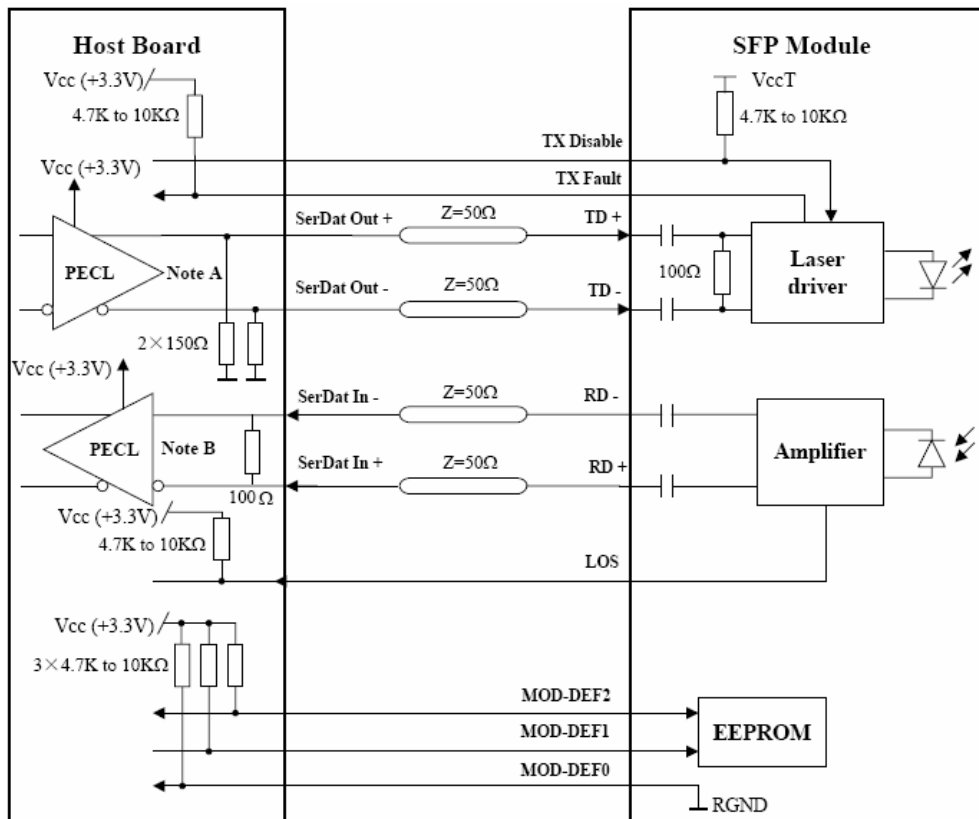 Host Board
SFP Module
Vcc (+3.3V)
4.7K to 10KΩ
VccT
4.7K to 10KΩ
TX Disable
TX Fault
Vcc (+3.3V)
PECL
Note A
SerDat Out +
Z=50Ω
TD +
SerDat Out -
Z=50Ω
TD -
100Ω
Laser
driver
2×150Ω
Vcc (+3.3V)
PECL
Note B
SerDat In -
Z=50Ω
RD -
SerDat In +
Z=50Ω
RD +
100Ω
Amplifier
Vcc (+3.3V)
4.7K to 10KΩ
LOS
Vcc (+3.3V)
3×4.7K to 10KΩ
MOD-DEF2
MOD-DEF1
MOD-DEF0
EEPROM
RGND